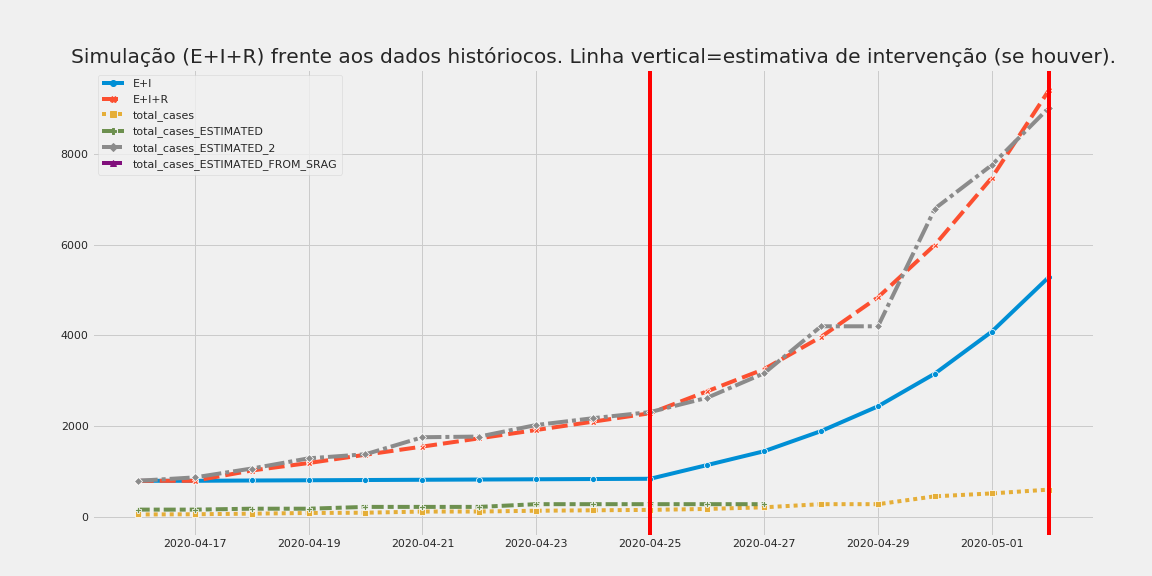 Simulação (E+I+R) frente aos dados históriocos. Linha vertical=estimativa de intervenção (se houver).
E+I
E+I+R
total_cases
total_cases_ESTIMATED
total_cases_ESTIMATED_2
total_cases_ESTIMATED_FROM_SRAG
8000
6000
4000
2000
0
2020-04-17 2020-04-19 2020-04-21 2020-04-23 2020-04-25 2020-04-27 2020-04-29 2020-05-01